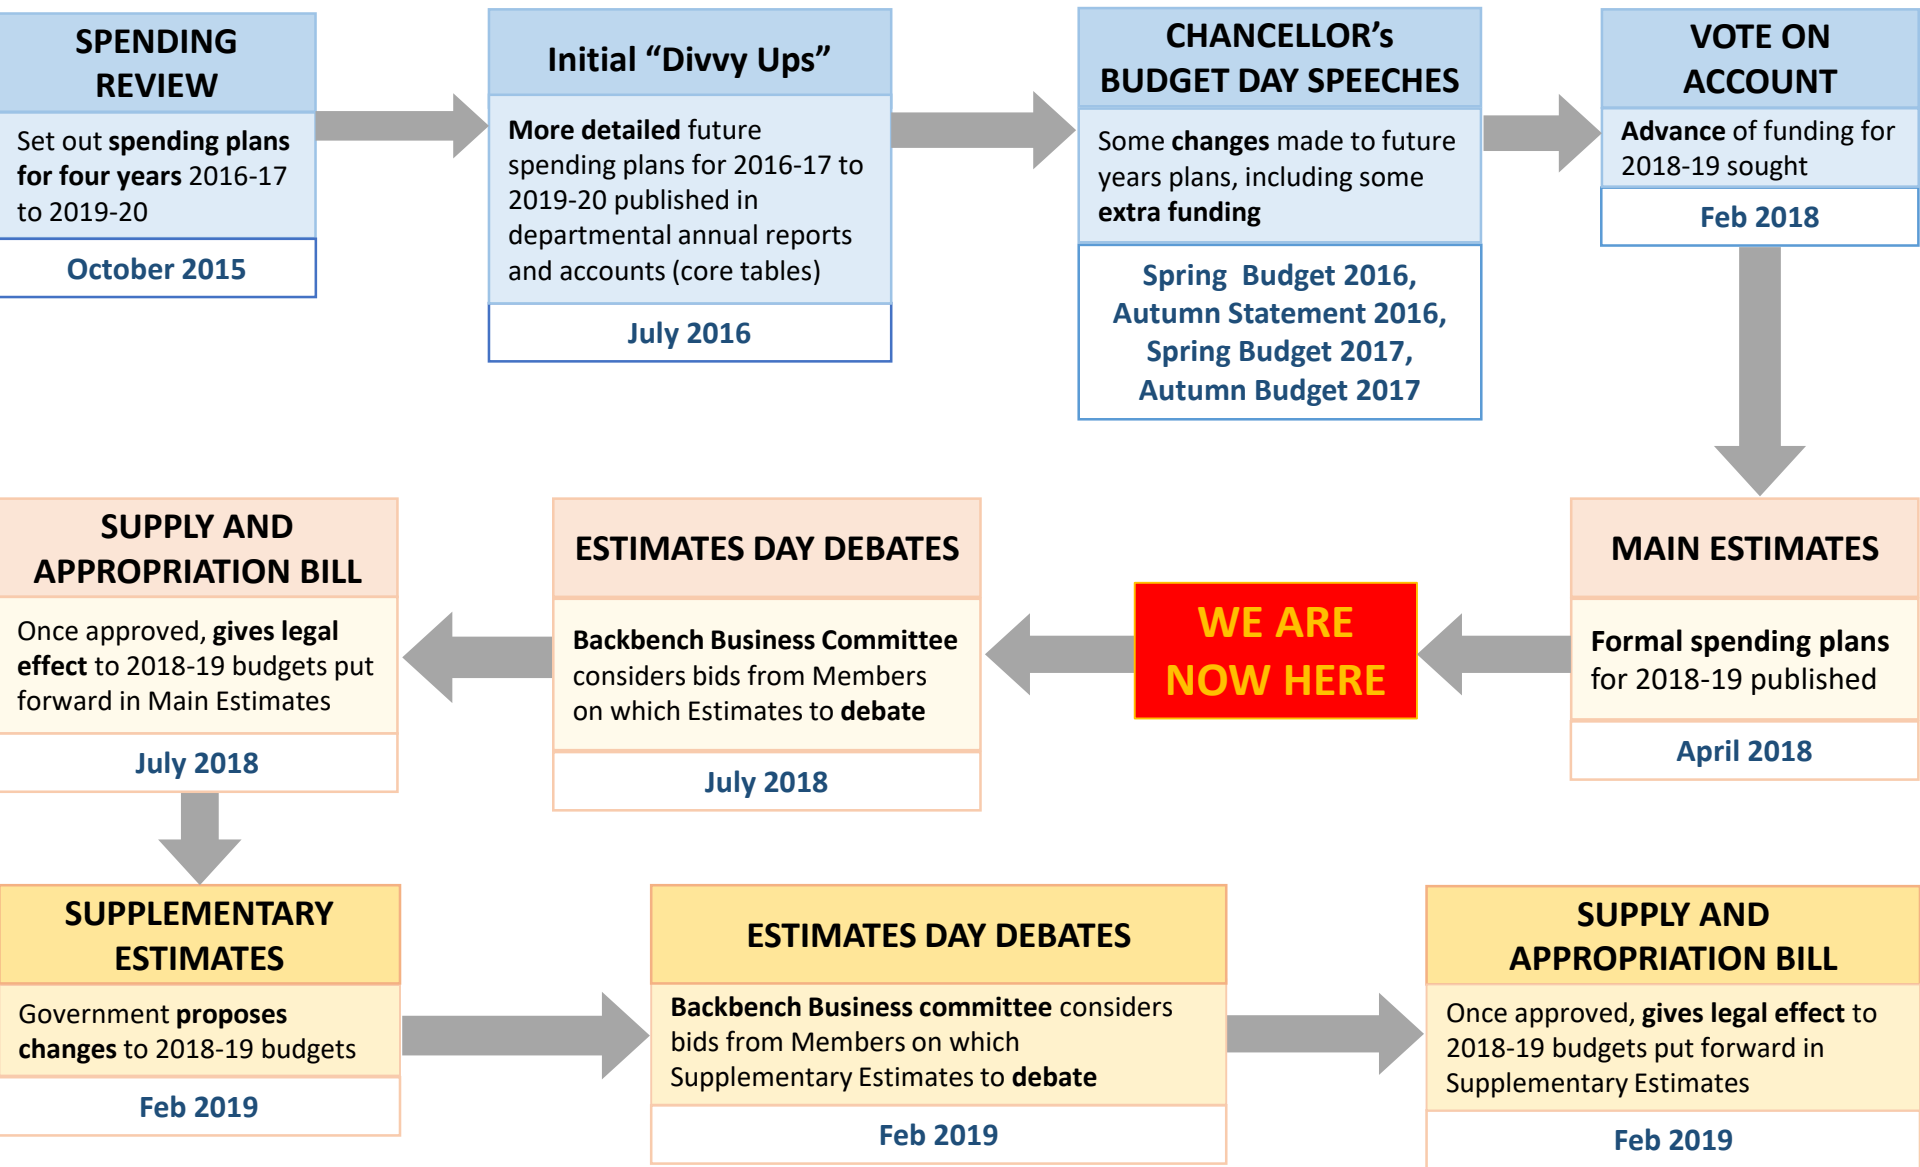 SPENDING
REVIEW
Set out spending plans
for four years 2016-17
to 2019-20
October 2015
Initial “Divvy Ups”
More detailed future
spending plans for 2016-17 to
2019-20 published in
departmental annual reports
and accounts (core tables)
July 2016
CHANCELLOR’s
BUDGET DAY SPEECHES
Some changes made to future
years plans, including some
extra funding
Spring  Budget 2016,
Autumn Statement 2016,
Spring Budget 2017,
Autumn Budget 2017
VOTE ON
ACCOUNT
Advance of funding for
2018-19 sought
Feb 2018
MAIN ESTIMATES
Formal spending plans
for 2018-19 published
April 2018
WE ARE
NOW HERE
ESTIMATES DAY DEBATES
Backbench Business Committee
considers bids from Members
on which Estimates to debate
July 2018
SUPPLY AND
APPROPRIATION BILL
Once approved, gives legal
effect to 2018-19 budgets put
forward in Main Estimates
July 2018
SUPPLEMENTARY
ESTIMATES
Government proposes
changes to 2018-19 budgets
Feb 2019
ESTIMATES DAY DEBATES
Backbench Business committee considers
bids from Members on which
Supplementary Estimates to debate
Feb 2019
SUPPLY AND
APPROPRIATION BILL
Once approved, gives legal effect to
2018-19 budgets put forward in
Supplementary Estimates
Feb 2019